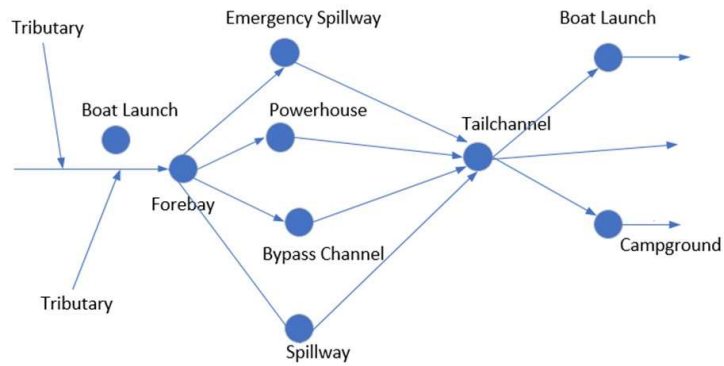 Tributary
Emergency Spillway
Boat Launch
Boat Launch
Powerhouse
Tailchannel
Forebay
Bypass Channel
Campground
Tributary
Spillway